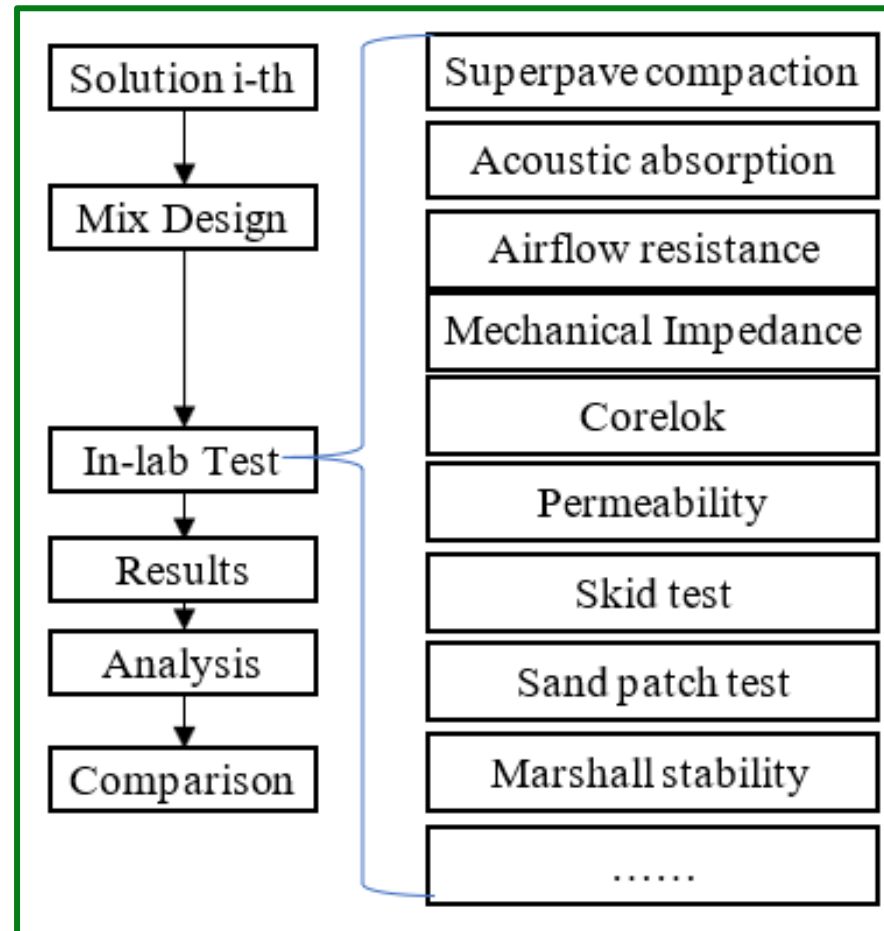 Solution i-th
Mix Design
In-lab Test
Results
Analysis
Comparison
Superpave compaction
Acoustic absorption
Airflow resistance
Mechanical Impedance
Corelok
Permeability
Skid test
Sand patch test
Marshall stability
……